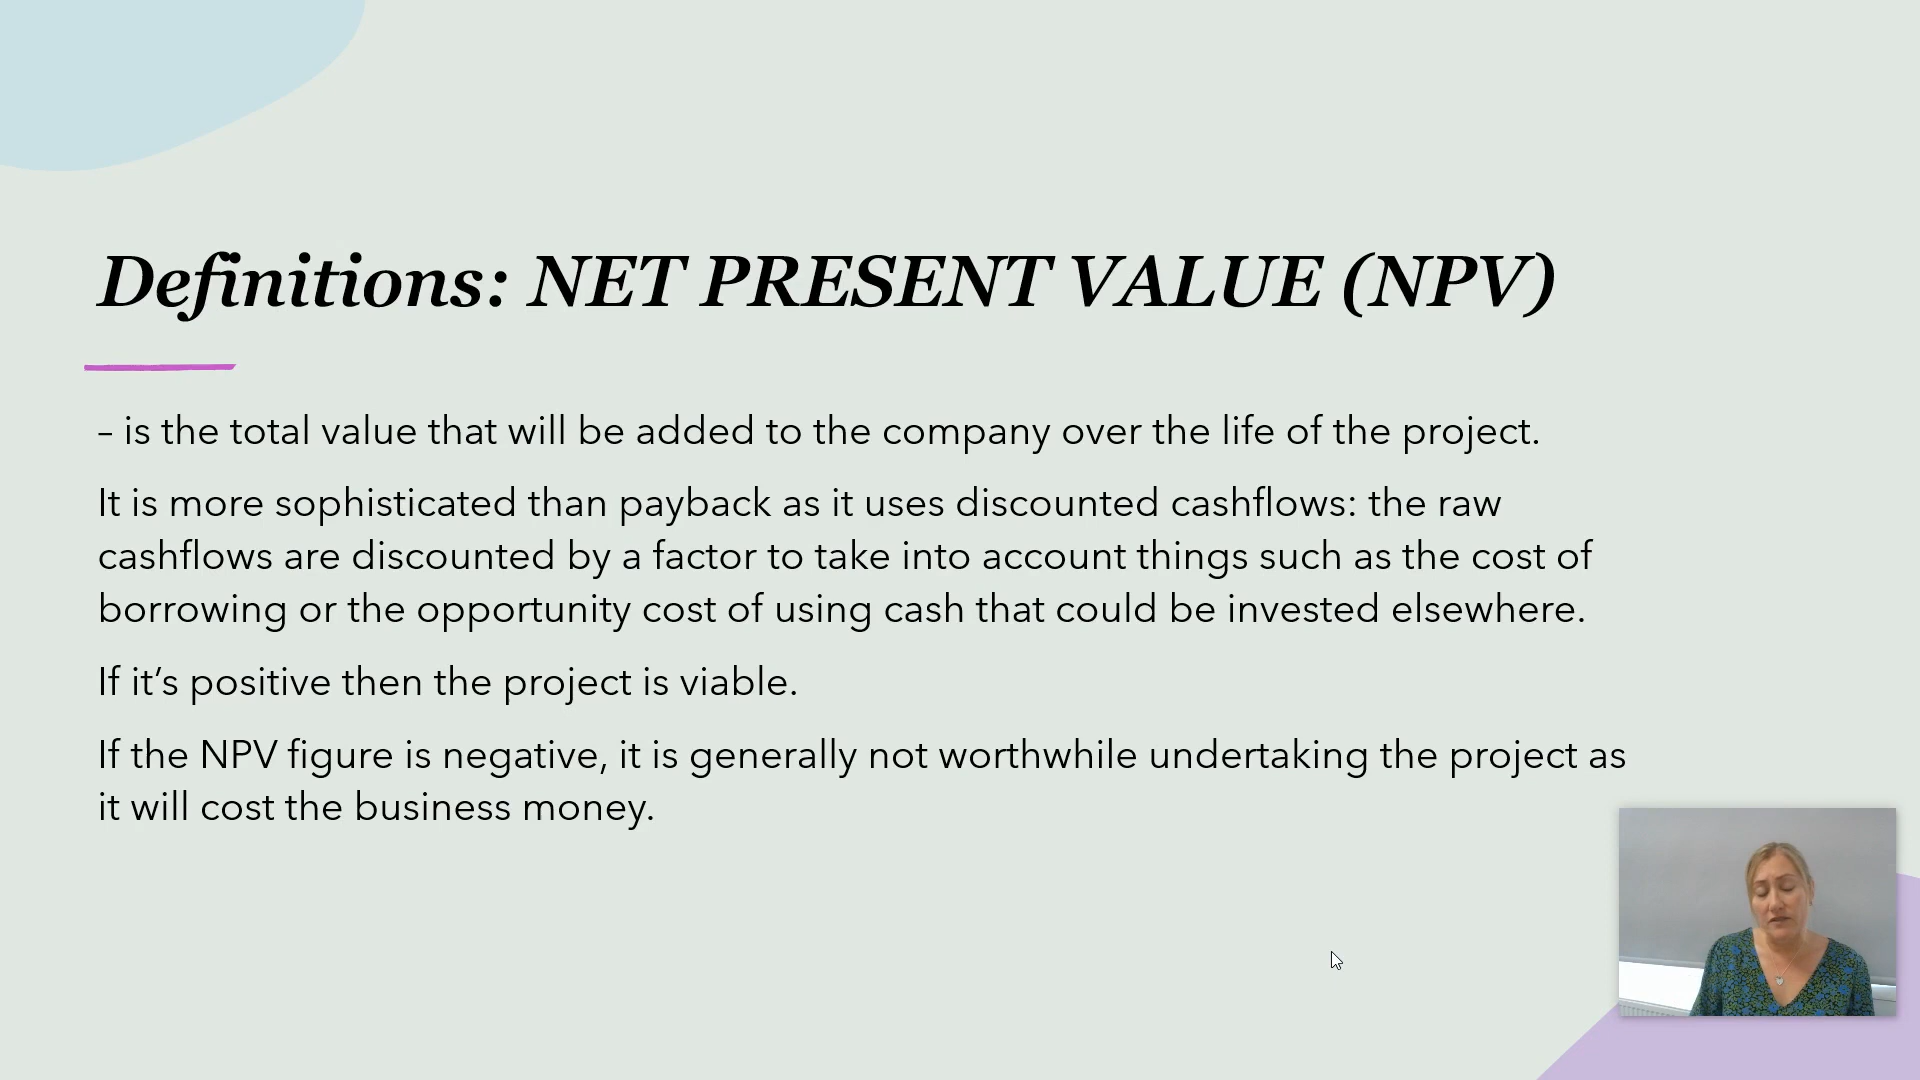 Definitions: NET PRESENT VALUE (NPV)
– is the total value that will be added to the company over the life of the project.
It is more sophisticated than payback as it uses discounted cashflows: the raw
cashflows are discounted by a factor to take into account things such as the cost of
borrowing or the opportunity cost of using cash that could be invested elsewhere.
If it’s positive then the project is viable.
If the NPV figure is negative, it is generally not worthwhile undertaking the project as
it will cost the business money.